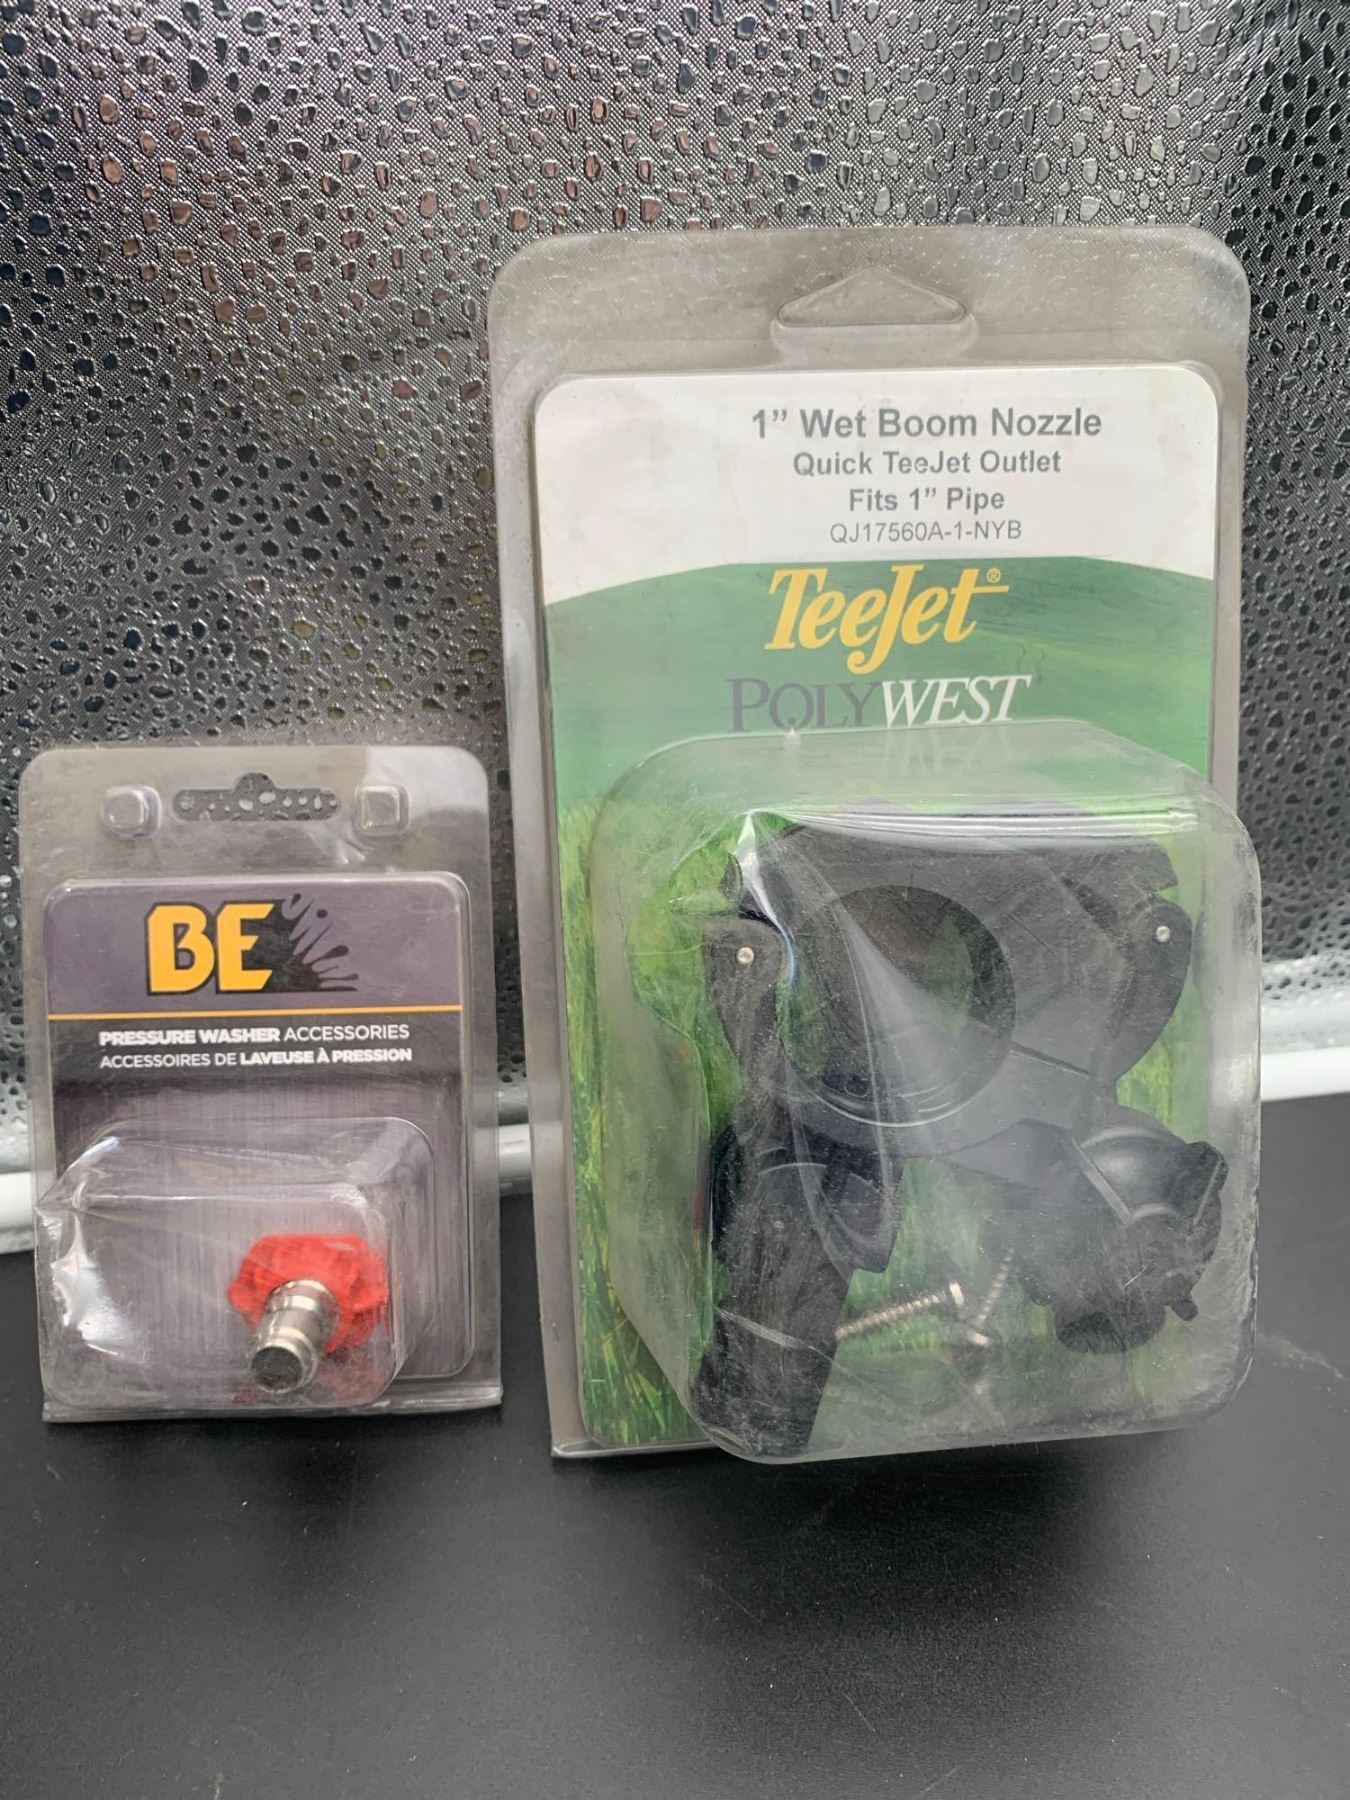 1” Wet Boom Nozzle
Quick TeeJet Outlet
Fits 1” Pipe
QJ17560A-1-NYB
TeeJet®
POLYWEST
BE
PRESSURE WASHER ACCESSORIES
ACCESSOIRES DE LAVEUSE À PRESSION